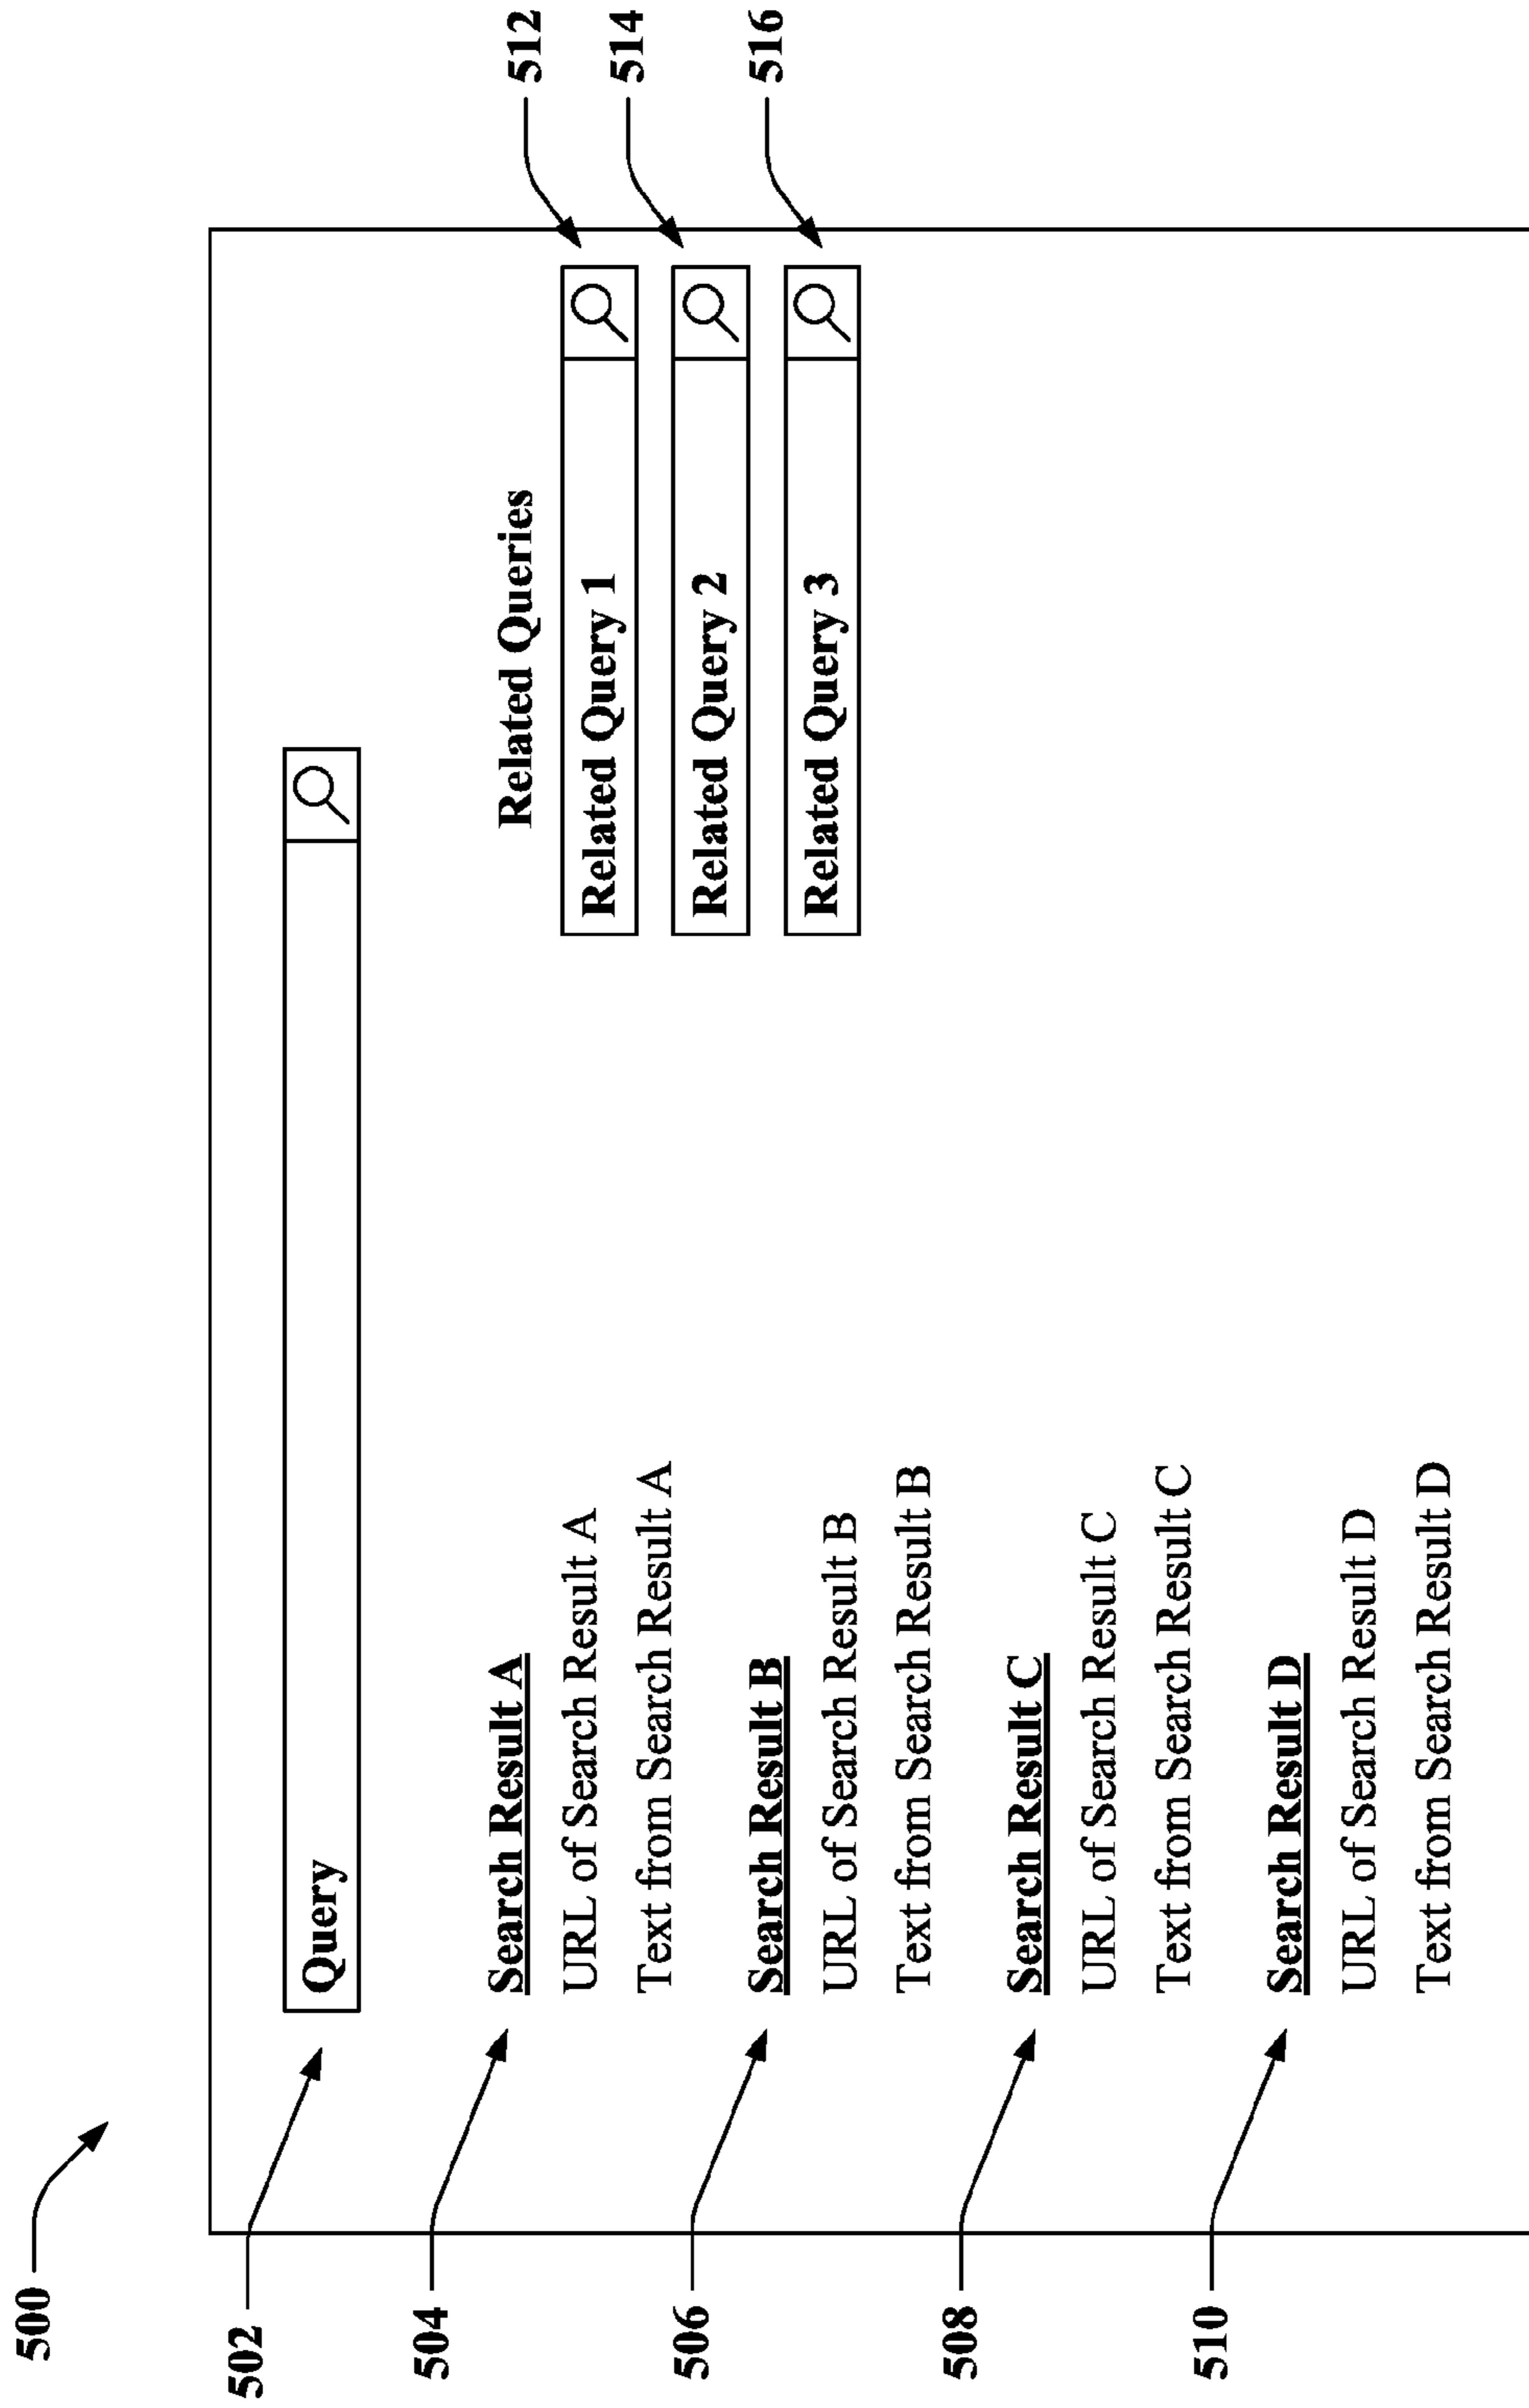 500
502
Query
504
Search Result A
URL of Search Result A
Text from Search Result A
506
Search Result B
URL of Search Result B
Text from Search Result B
508
Search Result C
URL of Search Result C
Text from Search Result C
510
Search Result D
URL of Search Result D
Text from Search Result D
Related Queries
Related Query 1
512
Related Query 2
514
Related Query 3
516